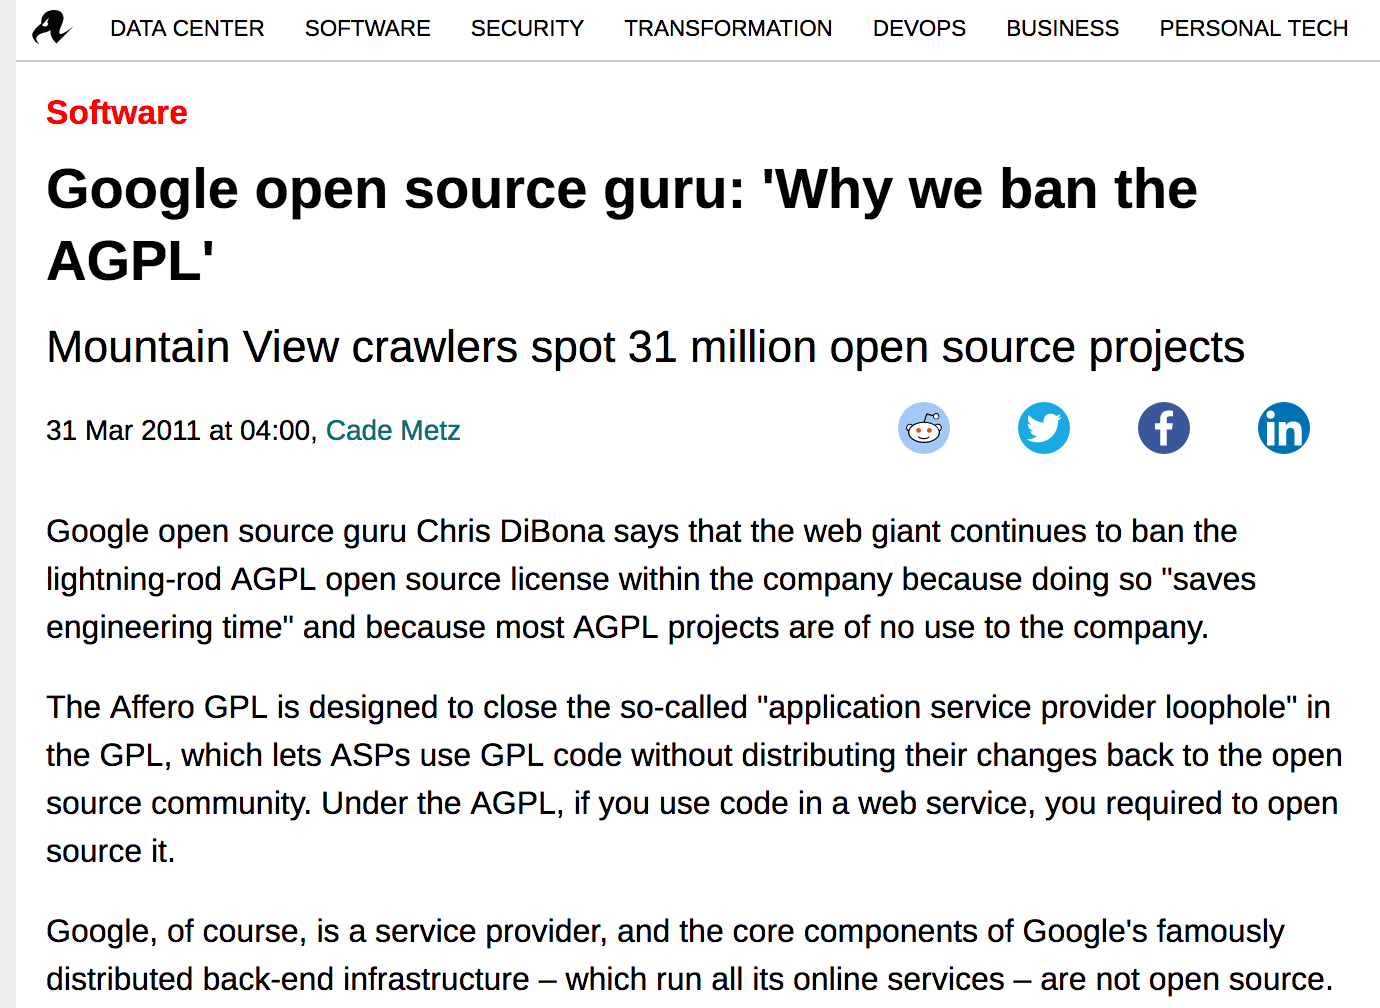 DATA CENTER SOFTWARE SECURITY TRANSFORMATION DEVOPS BUSINESS PERSONAL TECH
Software
Google open source guru: 'Why we ban the
AGPL'
Mountain View crawlers spot 31 million open source projects
31 Mar 2011 at 04:00, Cade Metz
Google open source guru Chris DiBona says that the web giant continues to ban the
lightning-rod AGPL open source license within the company because doing so "saves
engineering time" and because most AGPL projects are of no use to the company.
The Affero GPL is designed to close the so-called "application service provider loophole" in
the GPL, which lets ASPs use GPL code without distributing their changes back to the open
source community. Under the AGPL, if you use code in a web service, you required to open
source it.
Google, of course, is a service provider, and the core components of Google's famously
distributed back-end infrastructure – which run all its online services – are not open source.